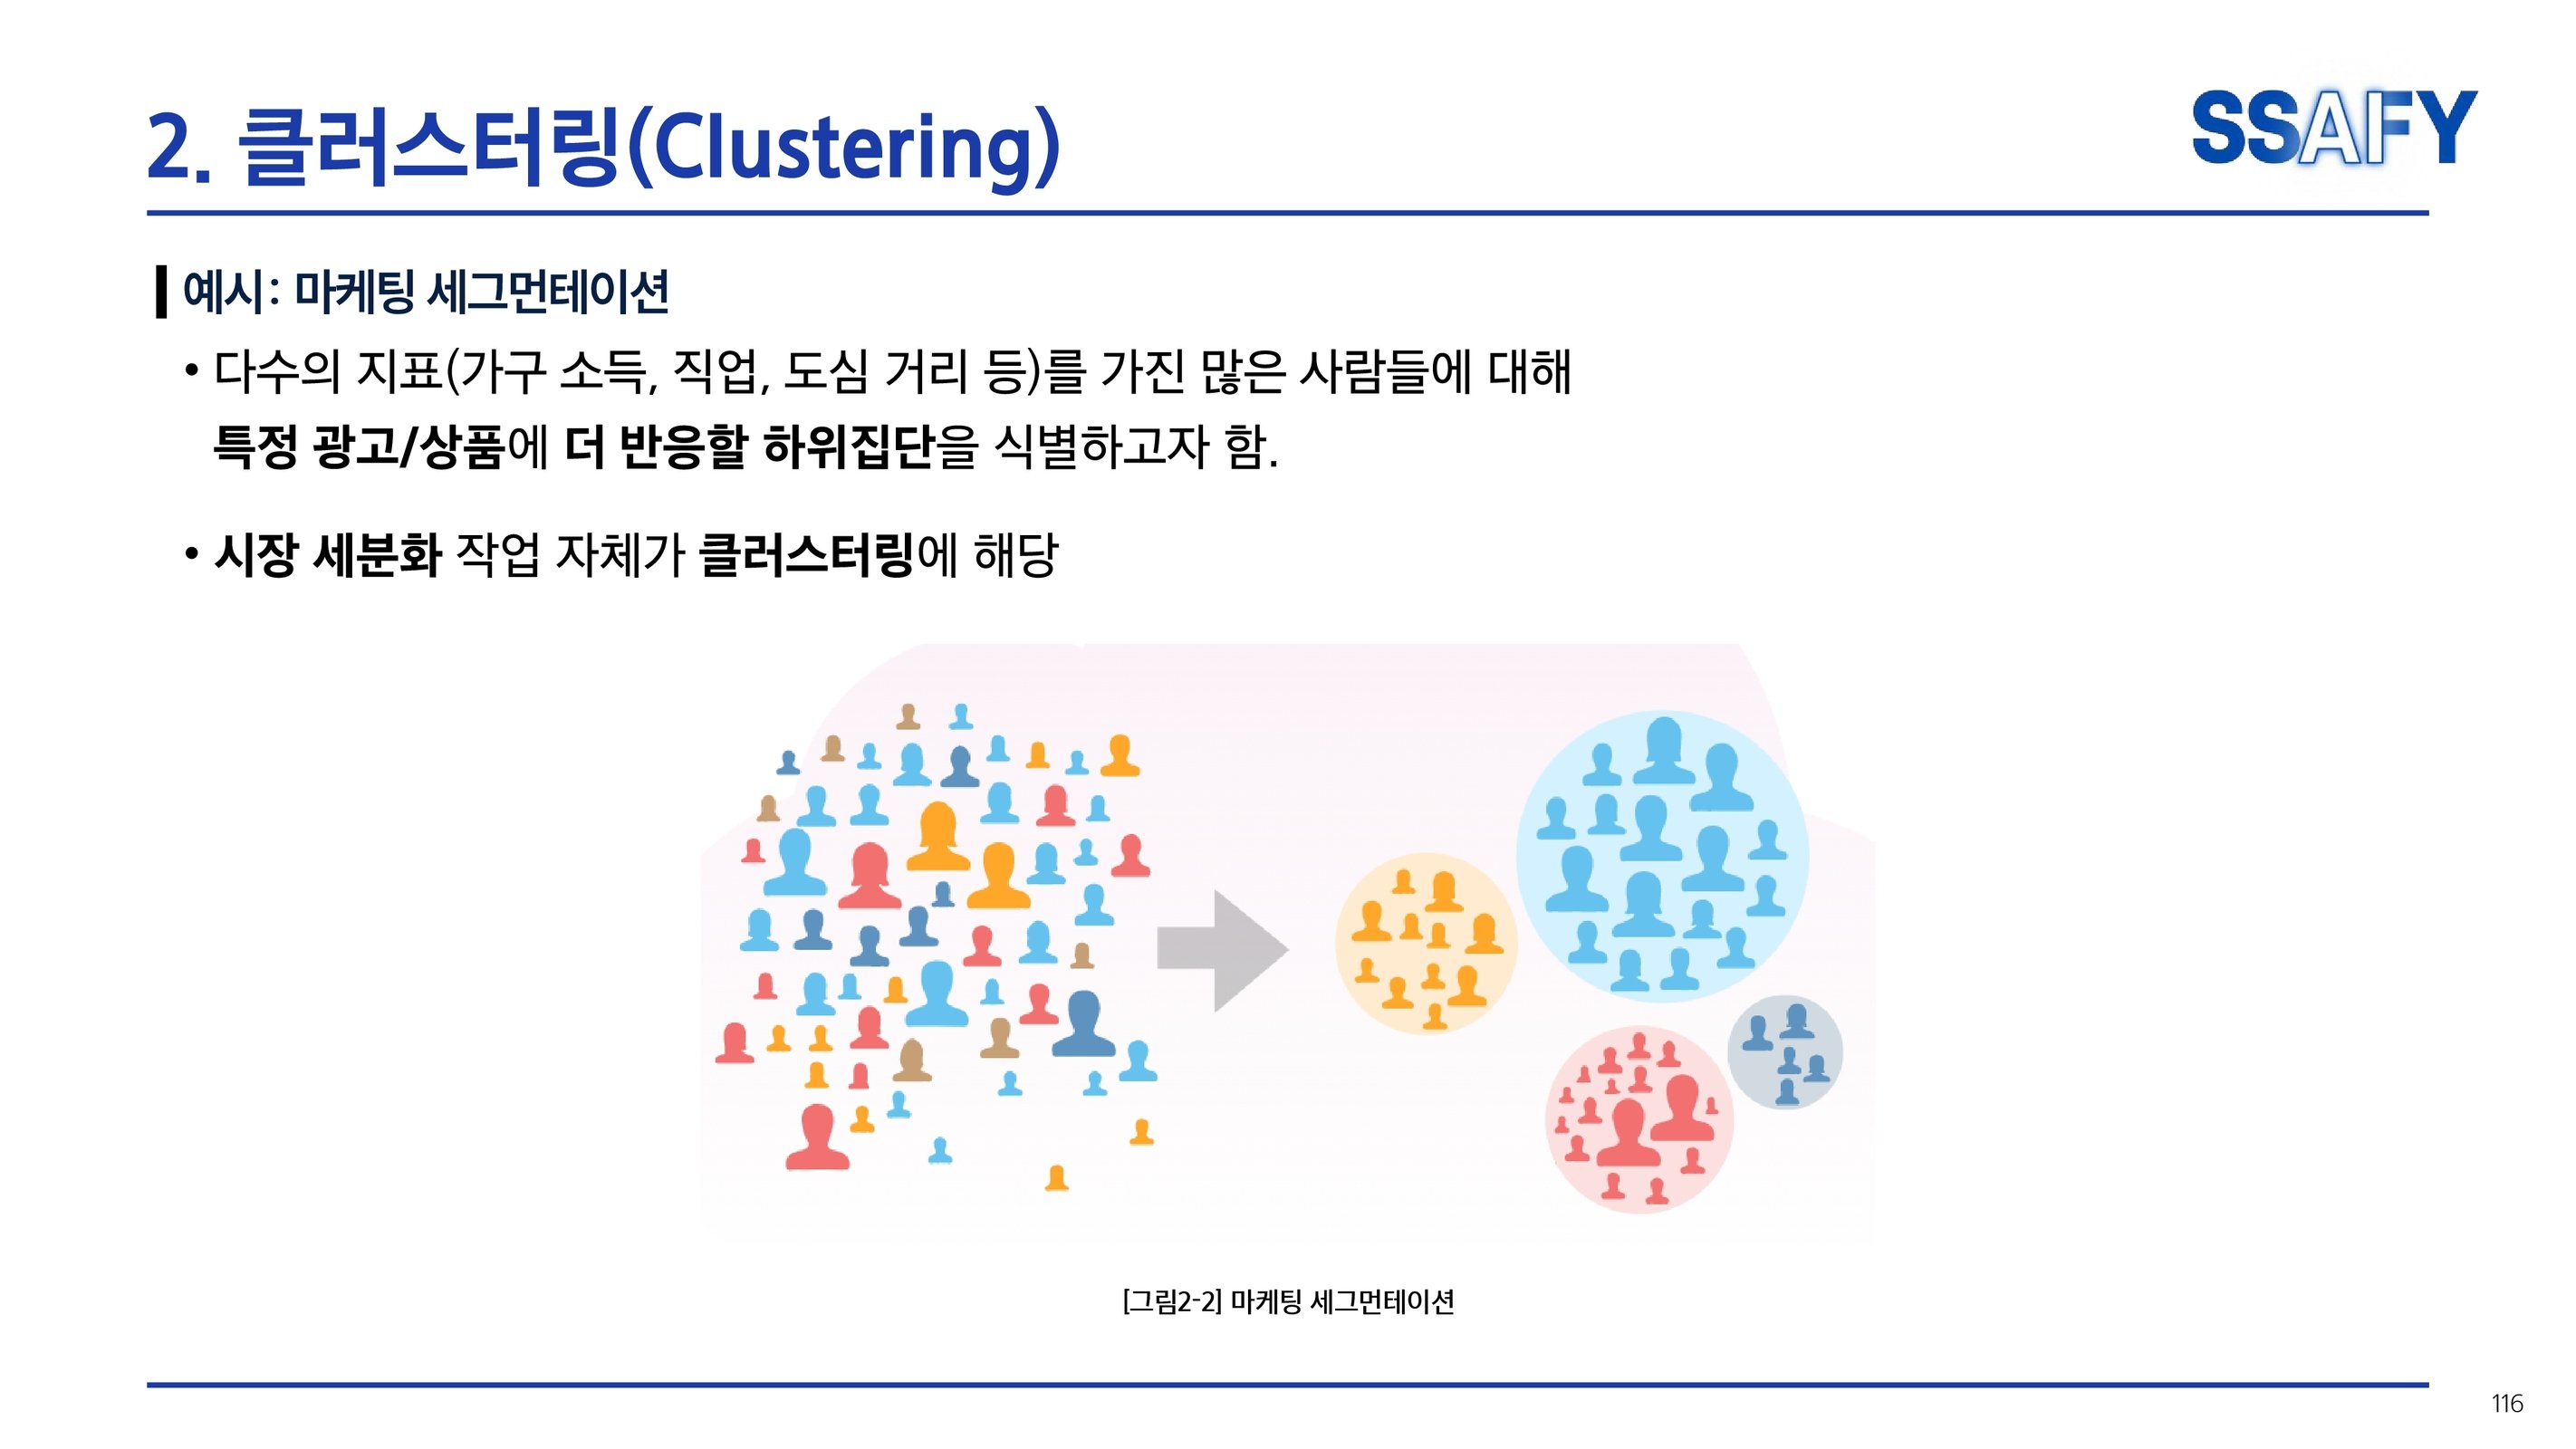 2. 클러스터링(Clustering)
SSAFY
예시: 마케팅 세그먼테이션
• 다수의 지표(가구 소득, 직업, 도심 거리 등)를 가진 많은 사람들에 대해
특정 광고/상품에 더 반응할 하위집단을 식별하고자 함.
• 시장 세분화 작업 자체가 클러스터링에 해당
[그림2-2] 마케팅 세그먼테이션
116